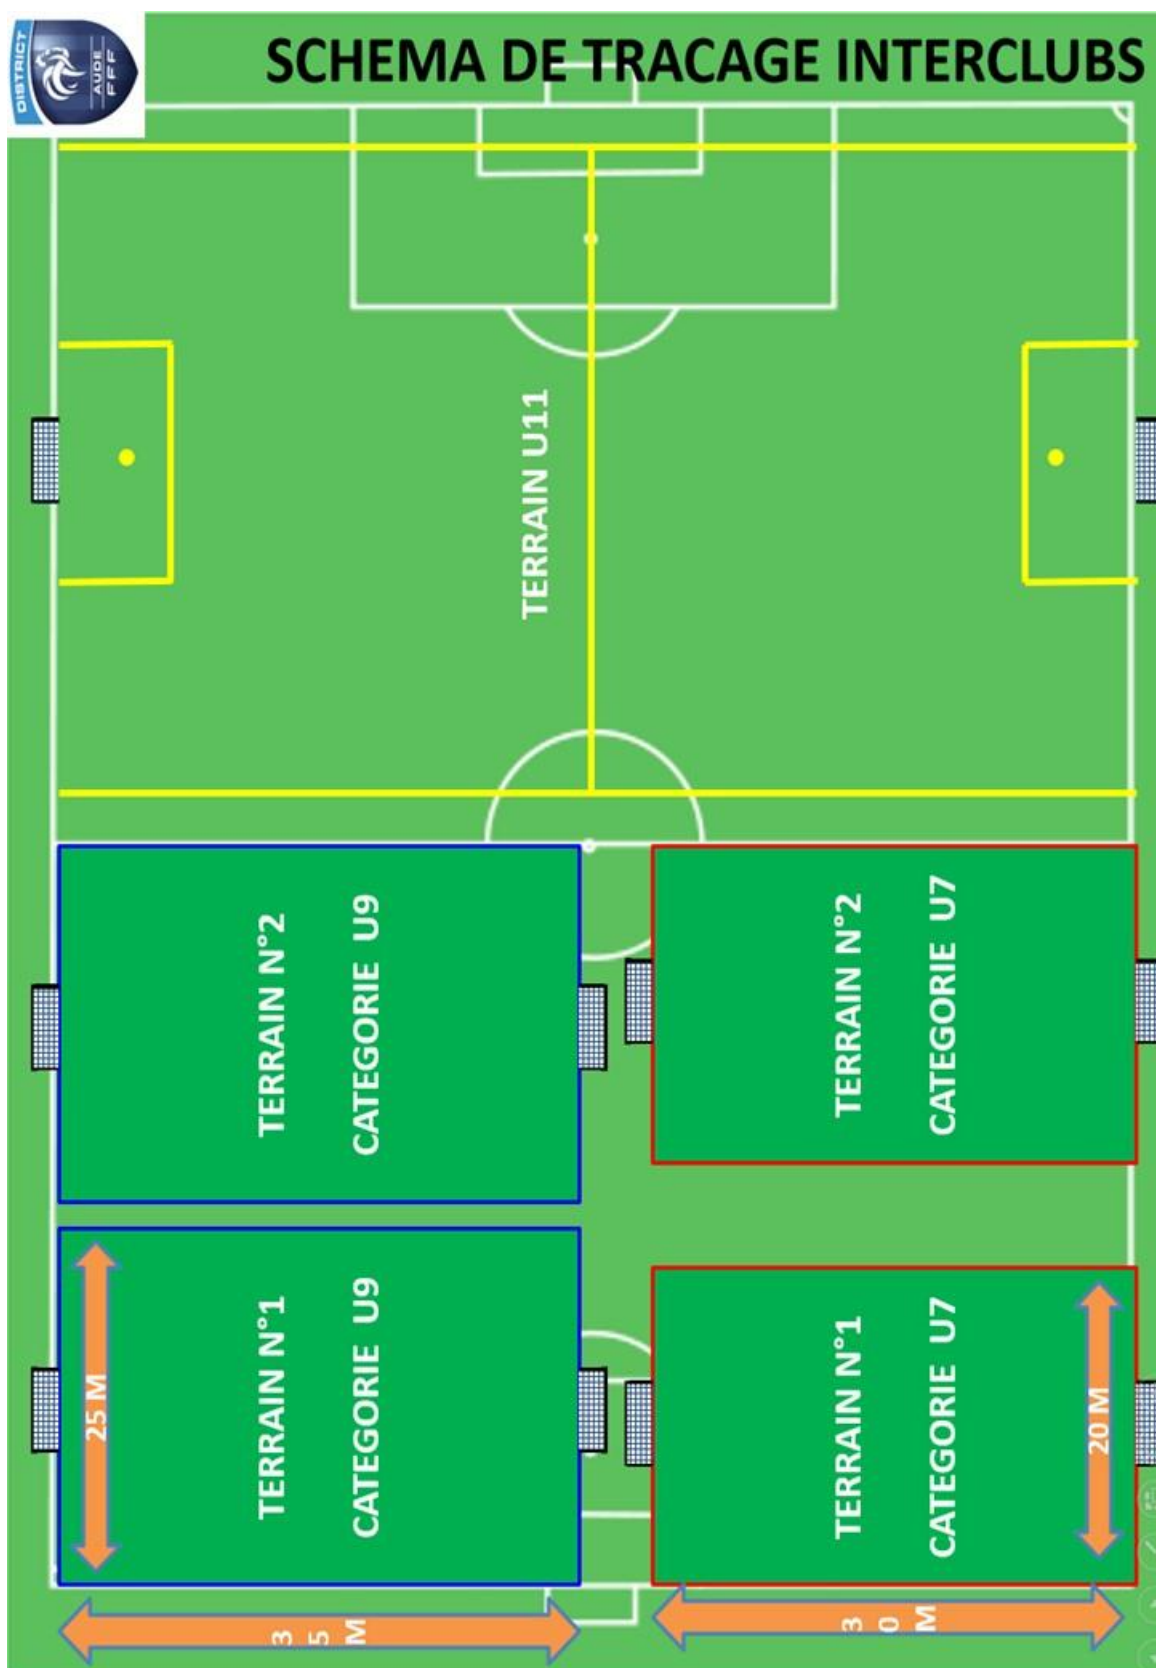 DISTRICT
AUDE
FFF
SCHEMA DE TRACAGE INTERCLUBS
TERRAIN U11
TERRAIN N°2
CATEGORIE U9
TERRAIN N°2
CATEGORIE U7
TERRAIN N°1
CATEGORIE U9
25 M
TERRAIN N°1
CATEGORIE U7
20 M
35 M
30 M